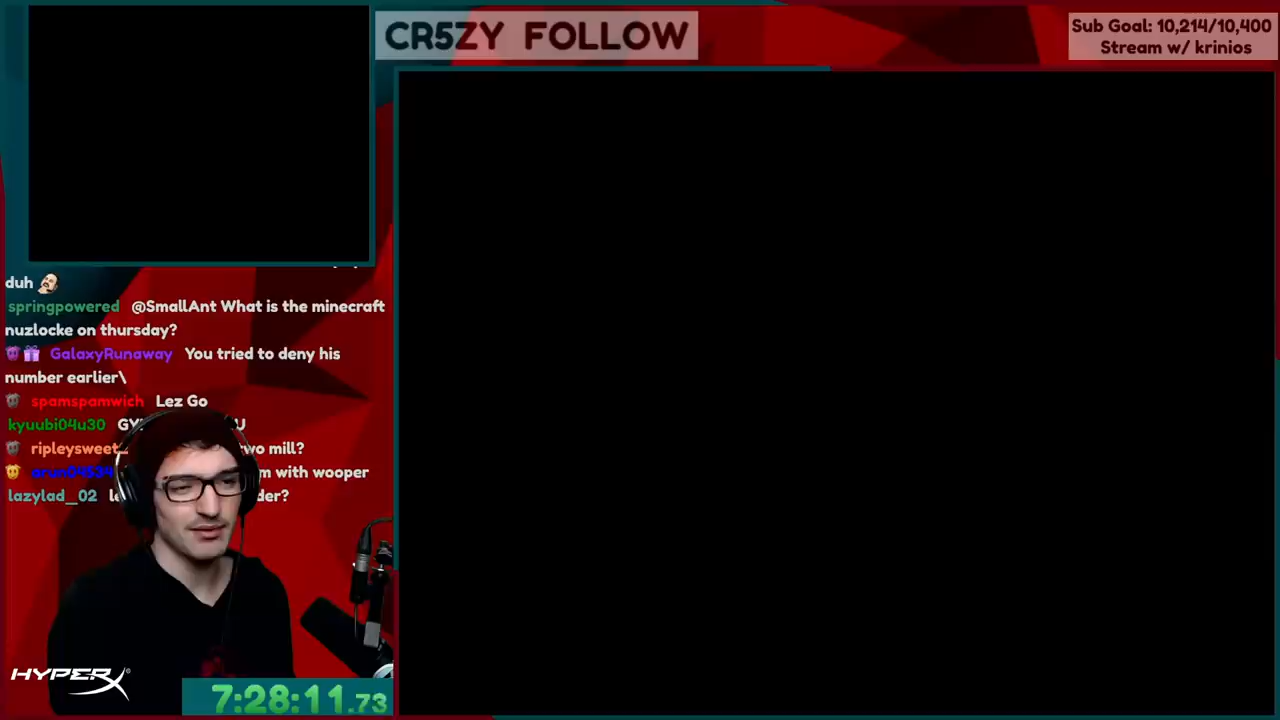 CR5ZY FOLLOW
Sub Goal: 10,214/10,400
Stream w/ krinios
duh
springpowered @SmallAnt What is the minecraft
nuzlocke on thursday?
GalaxyRunaway You tried to deny his
number earlier\
spamspamwich Lez Go
kyuubi04u30
ripleysweet mill?
arun04534 with wooper
lazylad_02
HYPERX
7:28:11.73